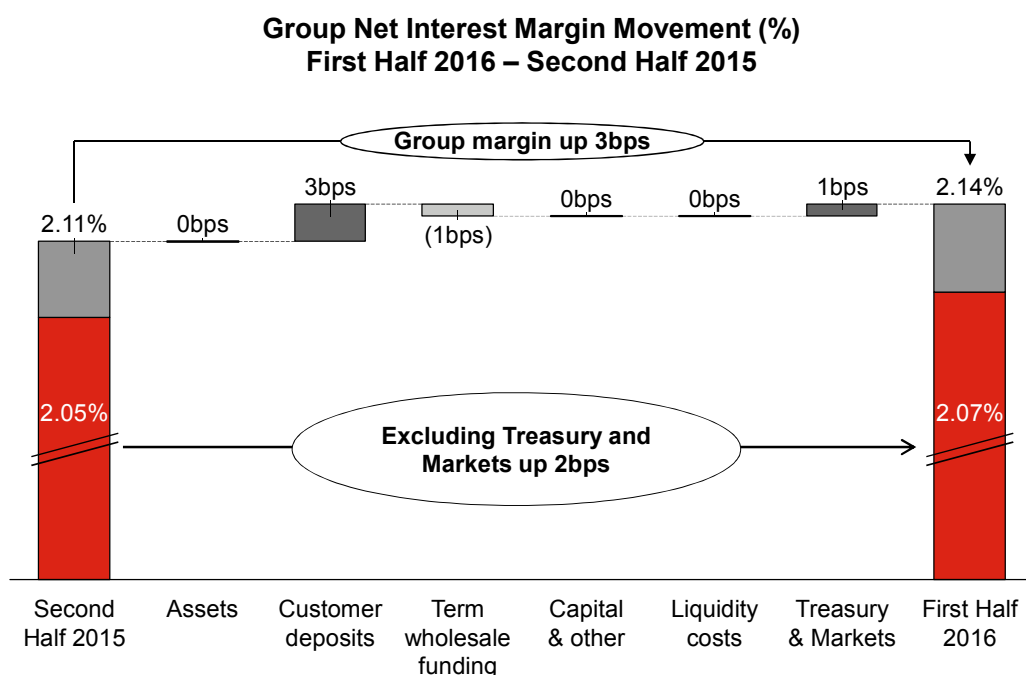 Group Net Interest Margin Movement (%)
First Half 2016 – Second Half 2015
Group margin up 3bps
2.11%
0bps
3bps
(1bps)
0bps
0bps
1bps
2.14%
2.05%
Excluding Treasury and
Markets up 2bps
2.07%
Second
Half 2015
Assets
Customer
deposits
Term
wholesale
funding
Capital
& other
Liquidity
costs
Treasury
& Markets
First Half
2016